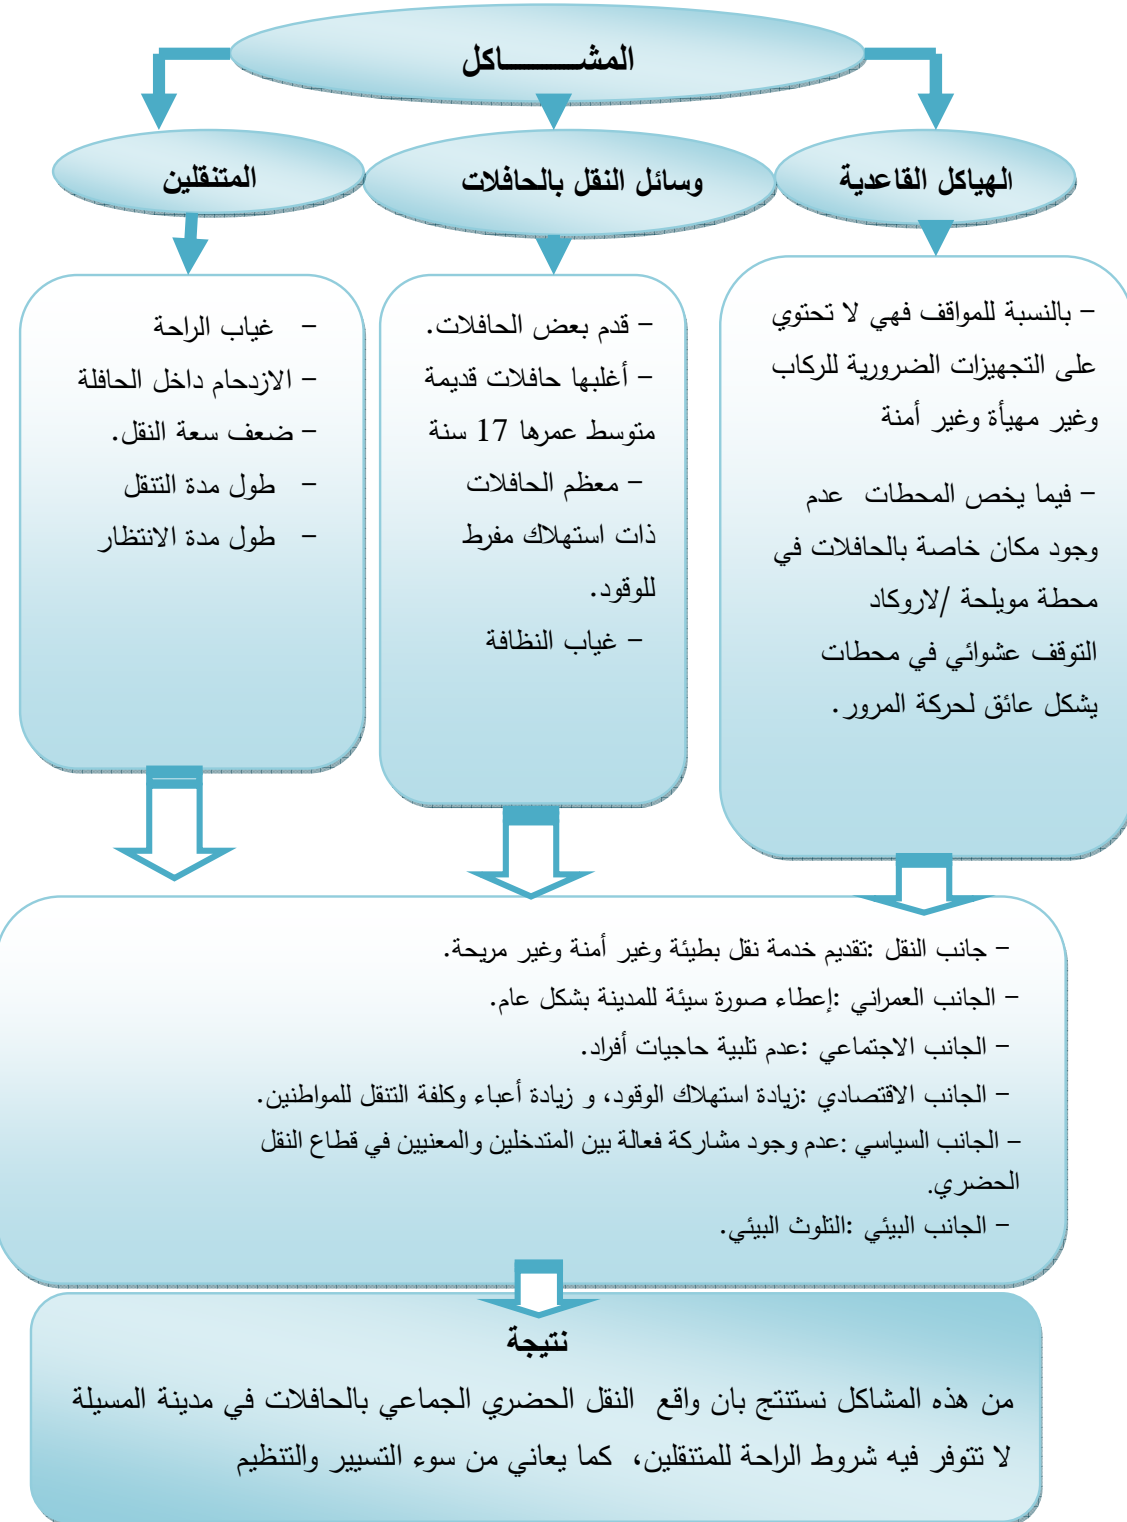 المشـــــــاكل
الهياكل القاعدية
وسائل النقل بالحافلات
المتنقلين
- بالنسبة للمواقف فهي لا تحتوي
على التجهيزات الضرورية للركاب
وغير مهيأة وغير أمنة
- فيما يخص المحطات عدم
وجود مكان خاصة بالحافلات في
محطة مويلحة /لاروكاد
التوقف عشوائي في محطات
يشكل عائق لحركة المرور.
- قدم بعض الحافلات.
- أغلبها حافلات قديمة
متوسط عمرها 17 سنة
- معظم الحافلات
ذات استهلاك مفرط
للوقود.
- غياب النظافة
- غياب الراحة
- الازدحام داخل الحافلة
- ضعف سعة النقل.
- طول مدة التنقل
- طول مدة الانتظار
- جانب النقل :تقديم خدمة نقل بطيئة وغير أمنة وغير مريحة.
- الجانب العمراني :إعطاء صورة سيئة للمدينة بشكل عام.
- الجانب الاجتماعي :عدم تلبية حاجيات أفراد.
- الجانب الاقتصادي :زيادة استهلاك الوقود، و زيادة أعباء وكلفة التنقل للمواطنين.
- الجانب السياسي :عدم وجود مشاركة فعالة بين المتدخلين والمعنيين في قطاع النقل
الحضري.
- الجانب البيئي :التلوث البيئي.
نتيجة
من هذه المشاكل نستنتج بان واقع النقل الحضري الجماعي بالحافلات في مدينة المسيلة
لا تتوفر فيه شروط الراحة للمتنقلين، كما يعاني من سوء التسيير والتنظيم